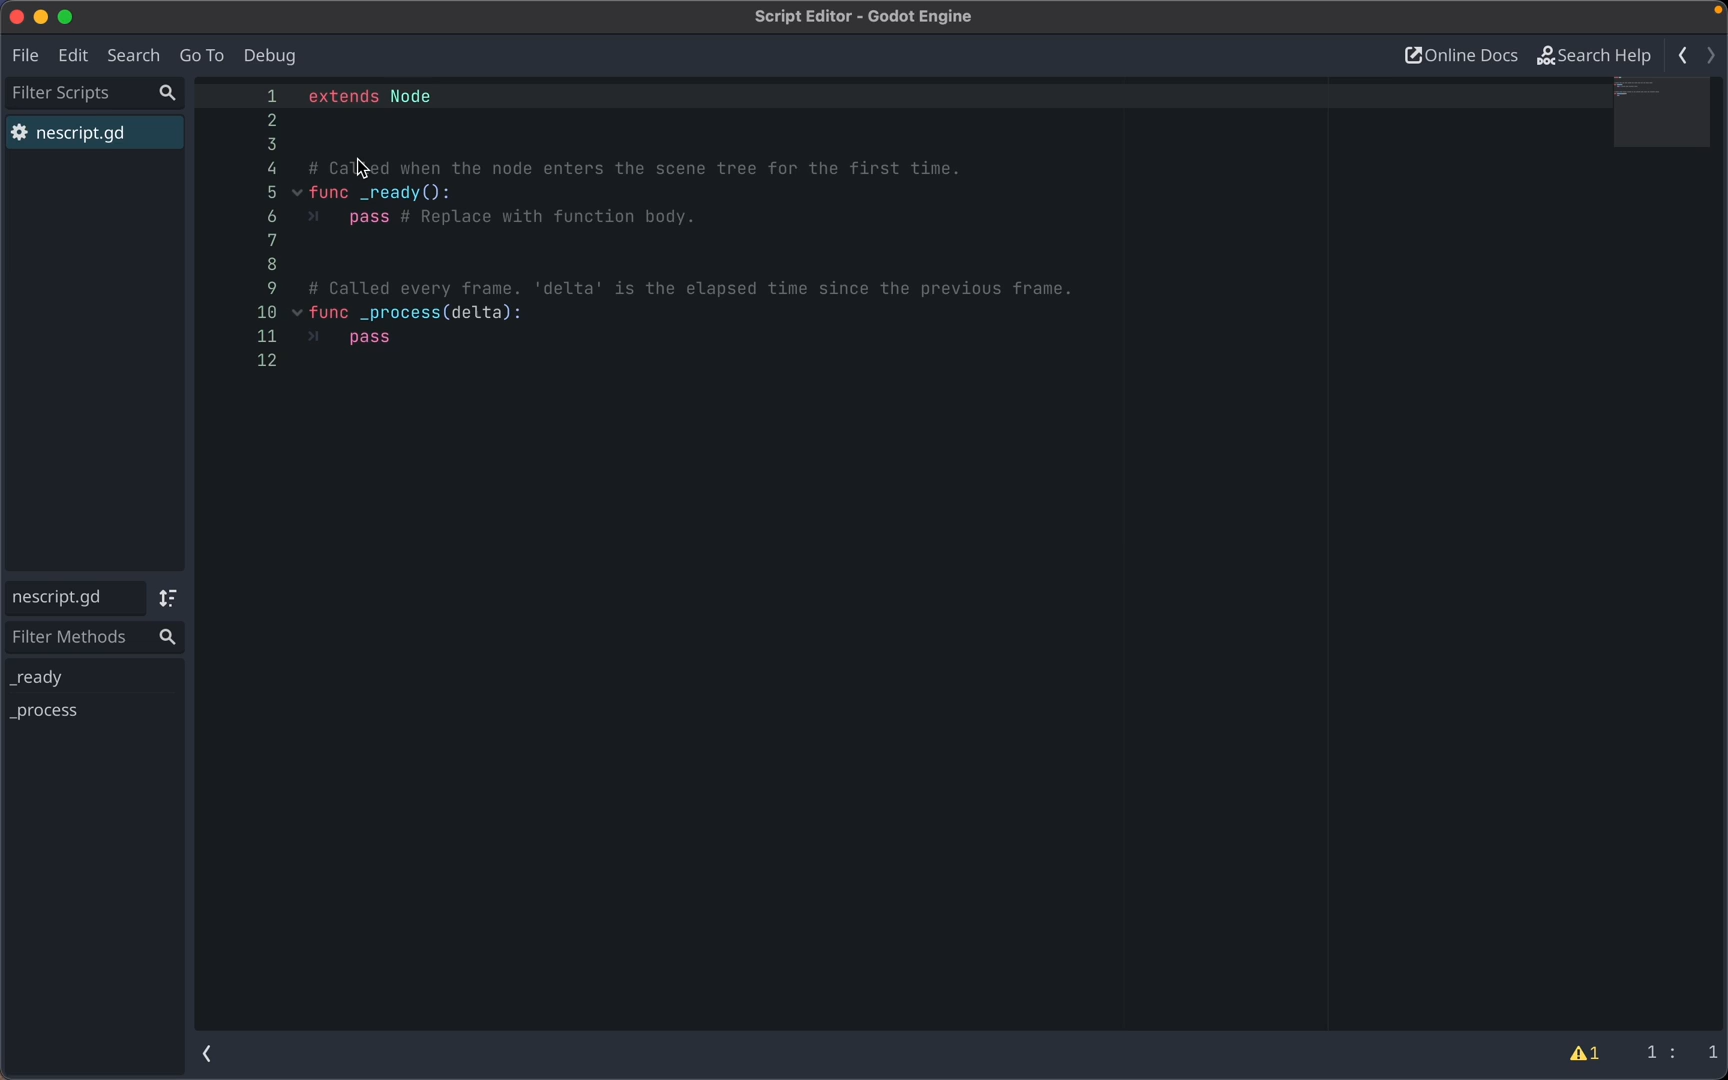 Script Editor - Godot Engine
File Edit Search Go To Debug Online Docs Search Help
Filter Scripts
nescript.gd
1 extends Node
2
3
4 # Called when the node enters the scene tree for the first time.
5 func _ready():
6 pass # Replace with function body.
7
8
9 # Called every frame. 'delta' is the elapsed time since the previous frame.
10 func _process(delta):
11 pass
12
nescript.gd
Filter Methods
_ready
_process
1 1 : 1